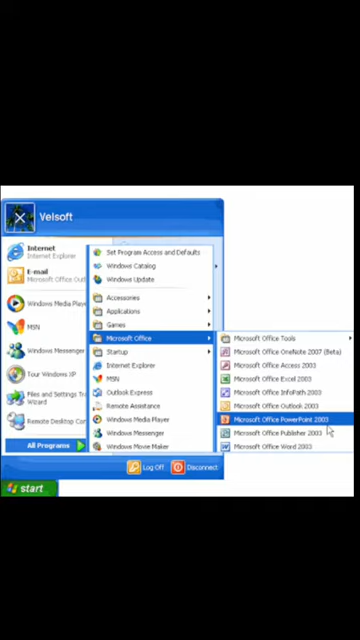 Velsoft
Internet
Internet Explorer
E-mail
Microsoft Office Out
Windows Media Play
MSN
Windows Messenger
Tour Windows XP
Files and Settings Tran
Wizard
Remote Desktop Con
All Programs
Set Program Access and Defaults
Windows Catalog
Windows Update
Accessories
Applications
Games
Microsoft Office
Startup
Internet Explorer
MSN
Outlook Express
Remote Assistance
Windows Media Player
Windows Messenger
Windows Movie Maker
Microsoft Office Tools
Microsoft Office OneNote 2007 (Beta)
Microsoft Office Access 2003
Microsoft Office Excel 2003
Microsoft Office InfoPath 2003
Microsoft Office Outlook 2003
Microsoft Office PowerPoint 2003
Microsoft Office Publisher 2003
Microsoft Office Word 2003
Log Off
Disconnect
start